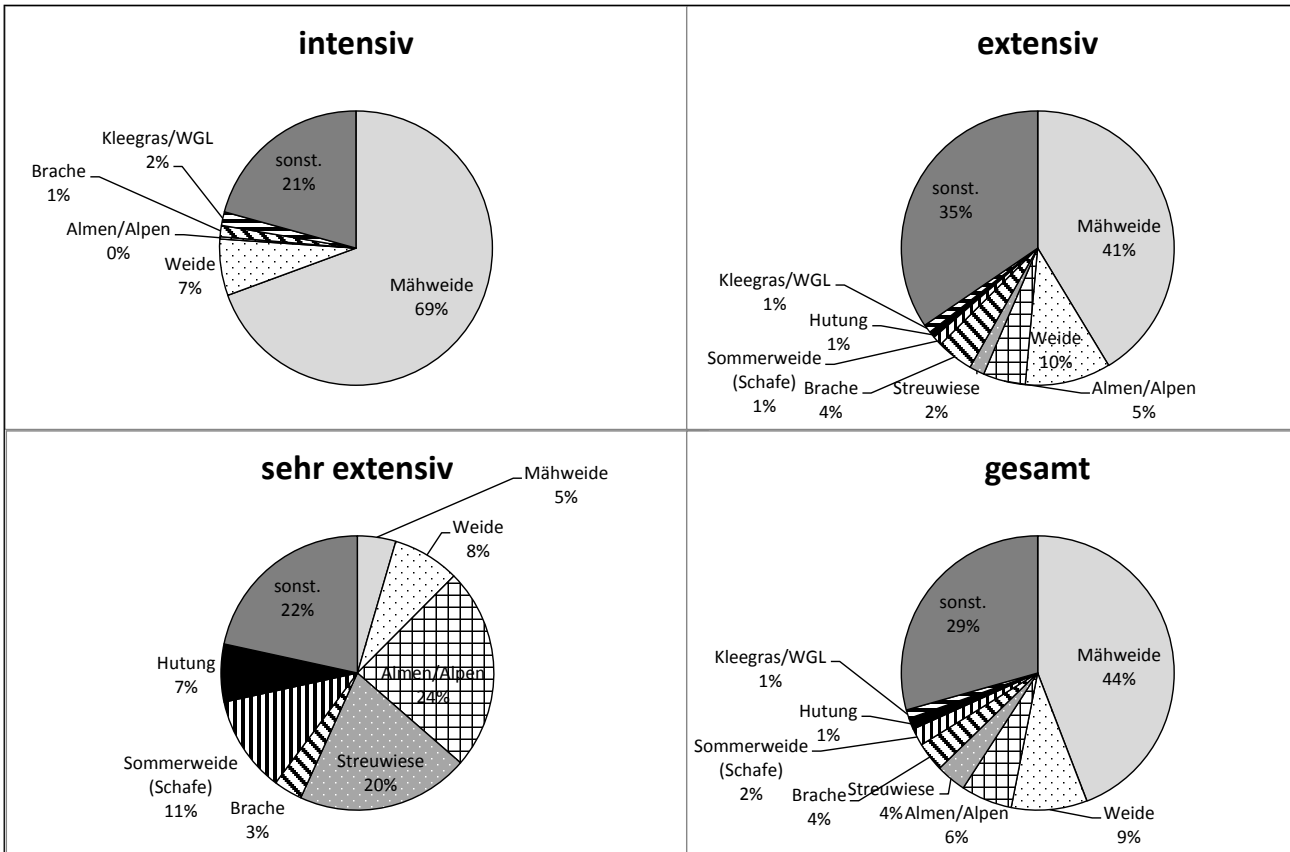 intensiv
Kleegras/WGL
2%
sonst.
21%
Brache
1%
Almen/Alpen
0%
Weide
7%
Mähweide
69%
extensiv
sonst.
35%
Mähweide
41%
Kleegras/WGL
1%
Hutung
1%
Sommerweide
(Schafe)
1%
Brache
4%
Streuwiese
2%
Weide
10%
Almen/Alpen
5%
sehr extensiv
Mähweide
5%
Weide
8%
sonst.
22%
Almen/Alpen
24%
Hutung
7%
Sommerweide
(Schafe)
11%
Brache
3%
Streuwiese
20%
gesamt
sonst.
29%
Mähweide
44%
Kleegras/WGL
1%
Hutung
1%
Sommerweide
(Schafe)
2%
Brache
4%
Streuwiese
4%
Almen/Alpen
6%
Weide
9%